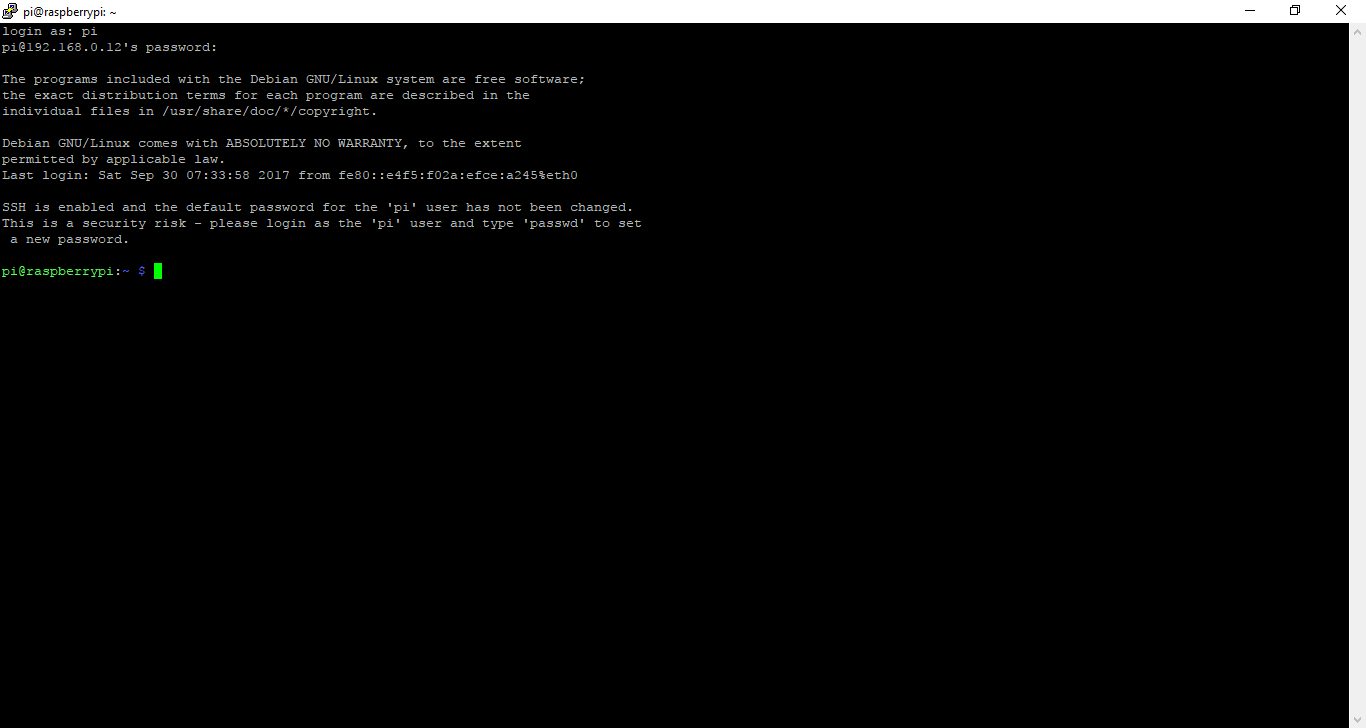 pi@raspberrypi: ~
login as: pi
pi@192.168.0.12's password:
The programs included with the Debian GNU/Linux system are free software;
the exact distribution terms for each program are described in the
individual files in /usr/share/doc/*/copyright.
Debian GNU/Linux comes with ABSOLUTELY NO WARRANTY, to the extent
permitted by applicable law.
Last login: Sat Sep 30 07:33:58 2017 from fe80::e4f5:f02a:efce:a245%eth0
SSH is enabled and the default password for the 'pi' user has not been changed.
This is a security risk - please login as the 'pi' user and type 'passwd' to set
 a new password.
pi@raspberrypi:~ $